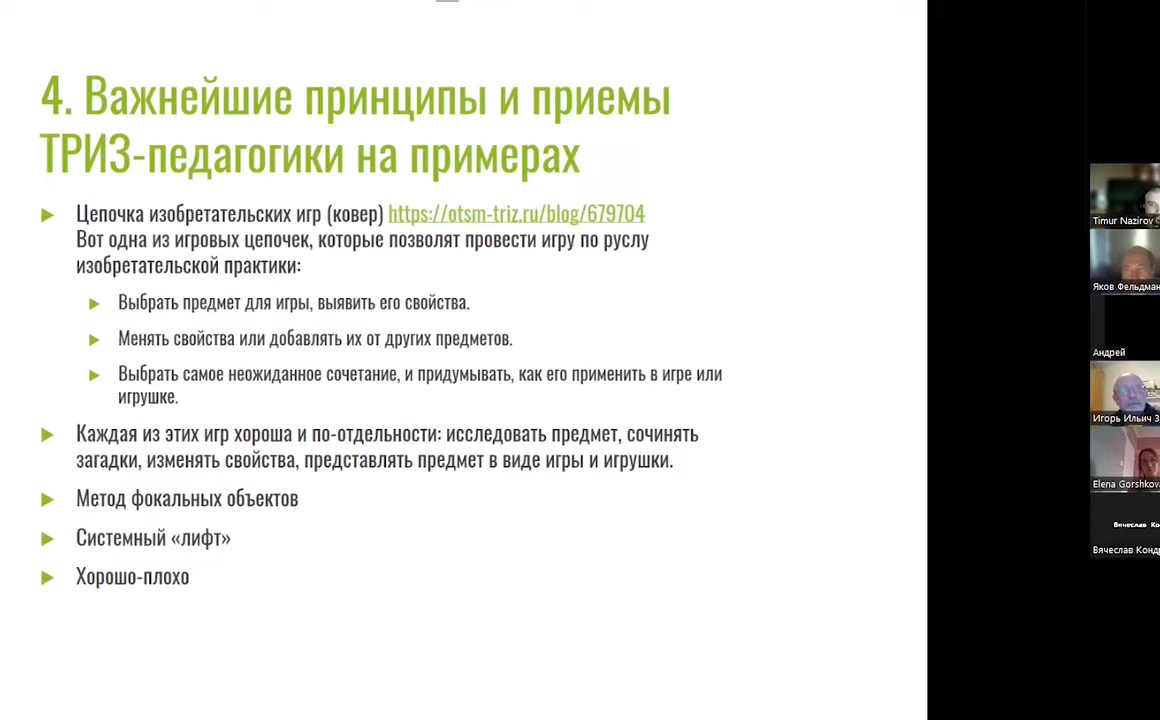 4. Важнейшие принципы и приемы
ТРИЗ-педагогики на примерах
Цепочка изобретательских игр (ковер) https://otsm-triz.ru/blog/679704
Вот одна из игровых цепочек, которые позволят провести игру по руслу
изобретательской практики:
Выбрать предмет для игры, выявить его свойства.
Менять свойства или добавлять их от других предметов.
Выбрать самое неожиданное сочетание, и придумывать, как его применить в игре или
игрушке.
Каждая из этих игр хороша и по-отдельности: исследовать предмет, сочинять
загадки, изменять свойства, представлять предмет в виде игры и игрушки.
Метод фокальных объектов
Системный «лифт»
Хорошо-плохо
Timur Nazirov
Яков Фельдман
Андрей
Игорь Ильич З
Elena Gorshkova
Вячеслав Ко
Вячеслав Кондр